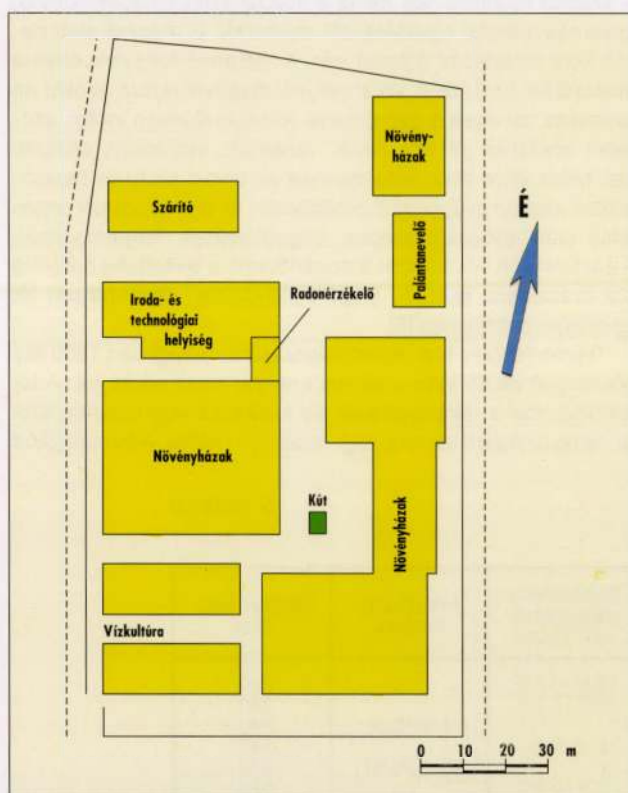 Növény-
házak
É
Szárító
Palántanevelő
Iroda- és
technológiai
helyiség
Radonérzékelő
Növényházak
Kút
Növényházak
Vízkultúra
0 10 20 30 m